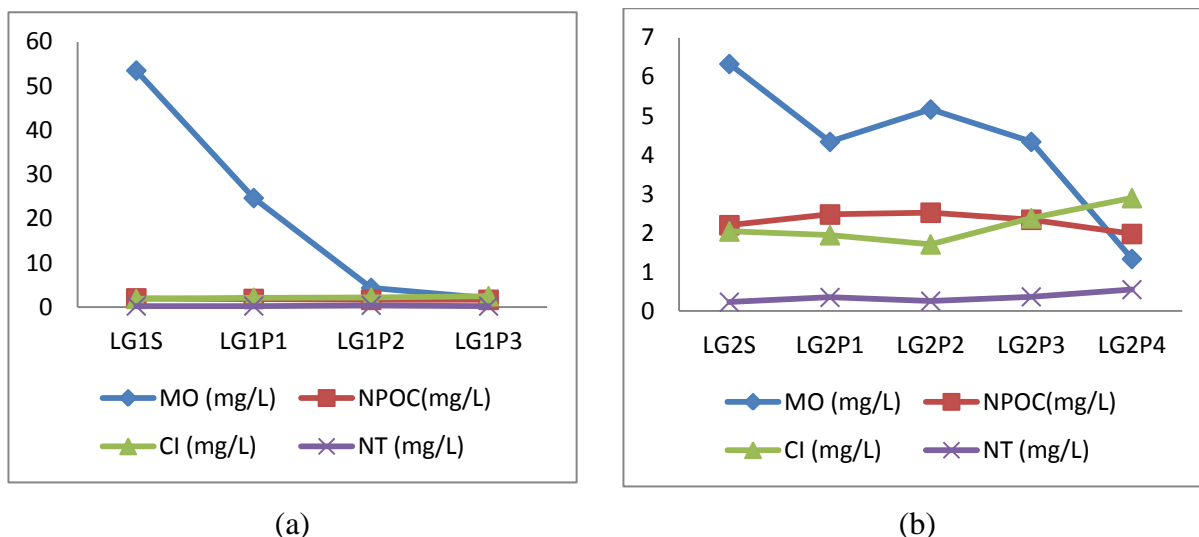 60
50
40
30
20
10
0
LG1S LG1P1 LG1P2 LG1P3
MO (mg/L) NPOC(mg/L)
CI (mg/L) NT (mg/L)
(a)
7
6
5
4
3
2
1
0
LG2S LG2P1 LG2P2 LG2P3 LG2P4
MO (mg/L) NPOC(mg/L)
CI (mg/L) NT (mg/L)
(b)